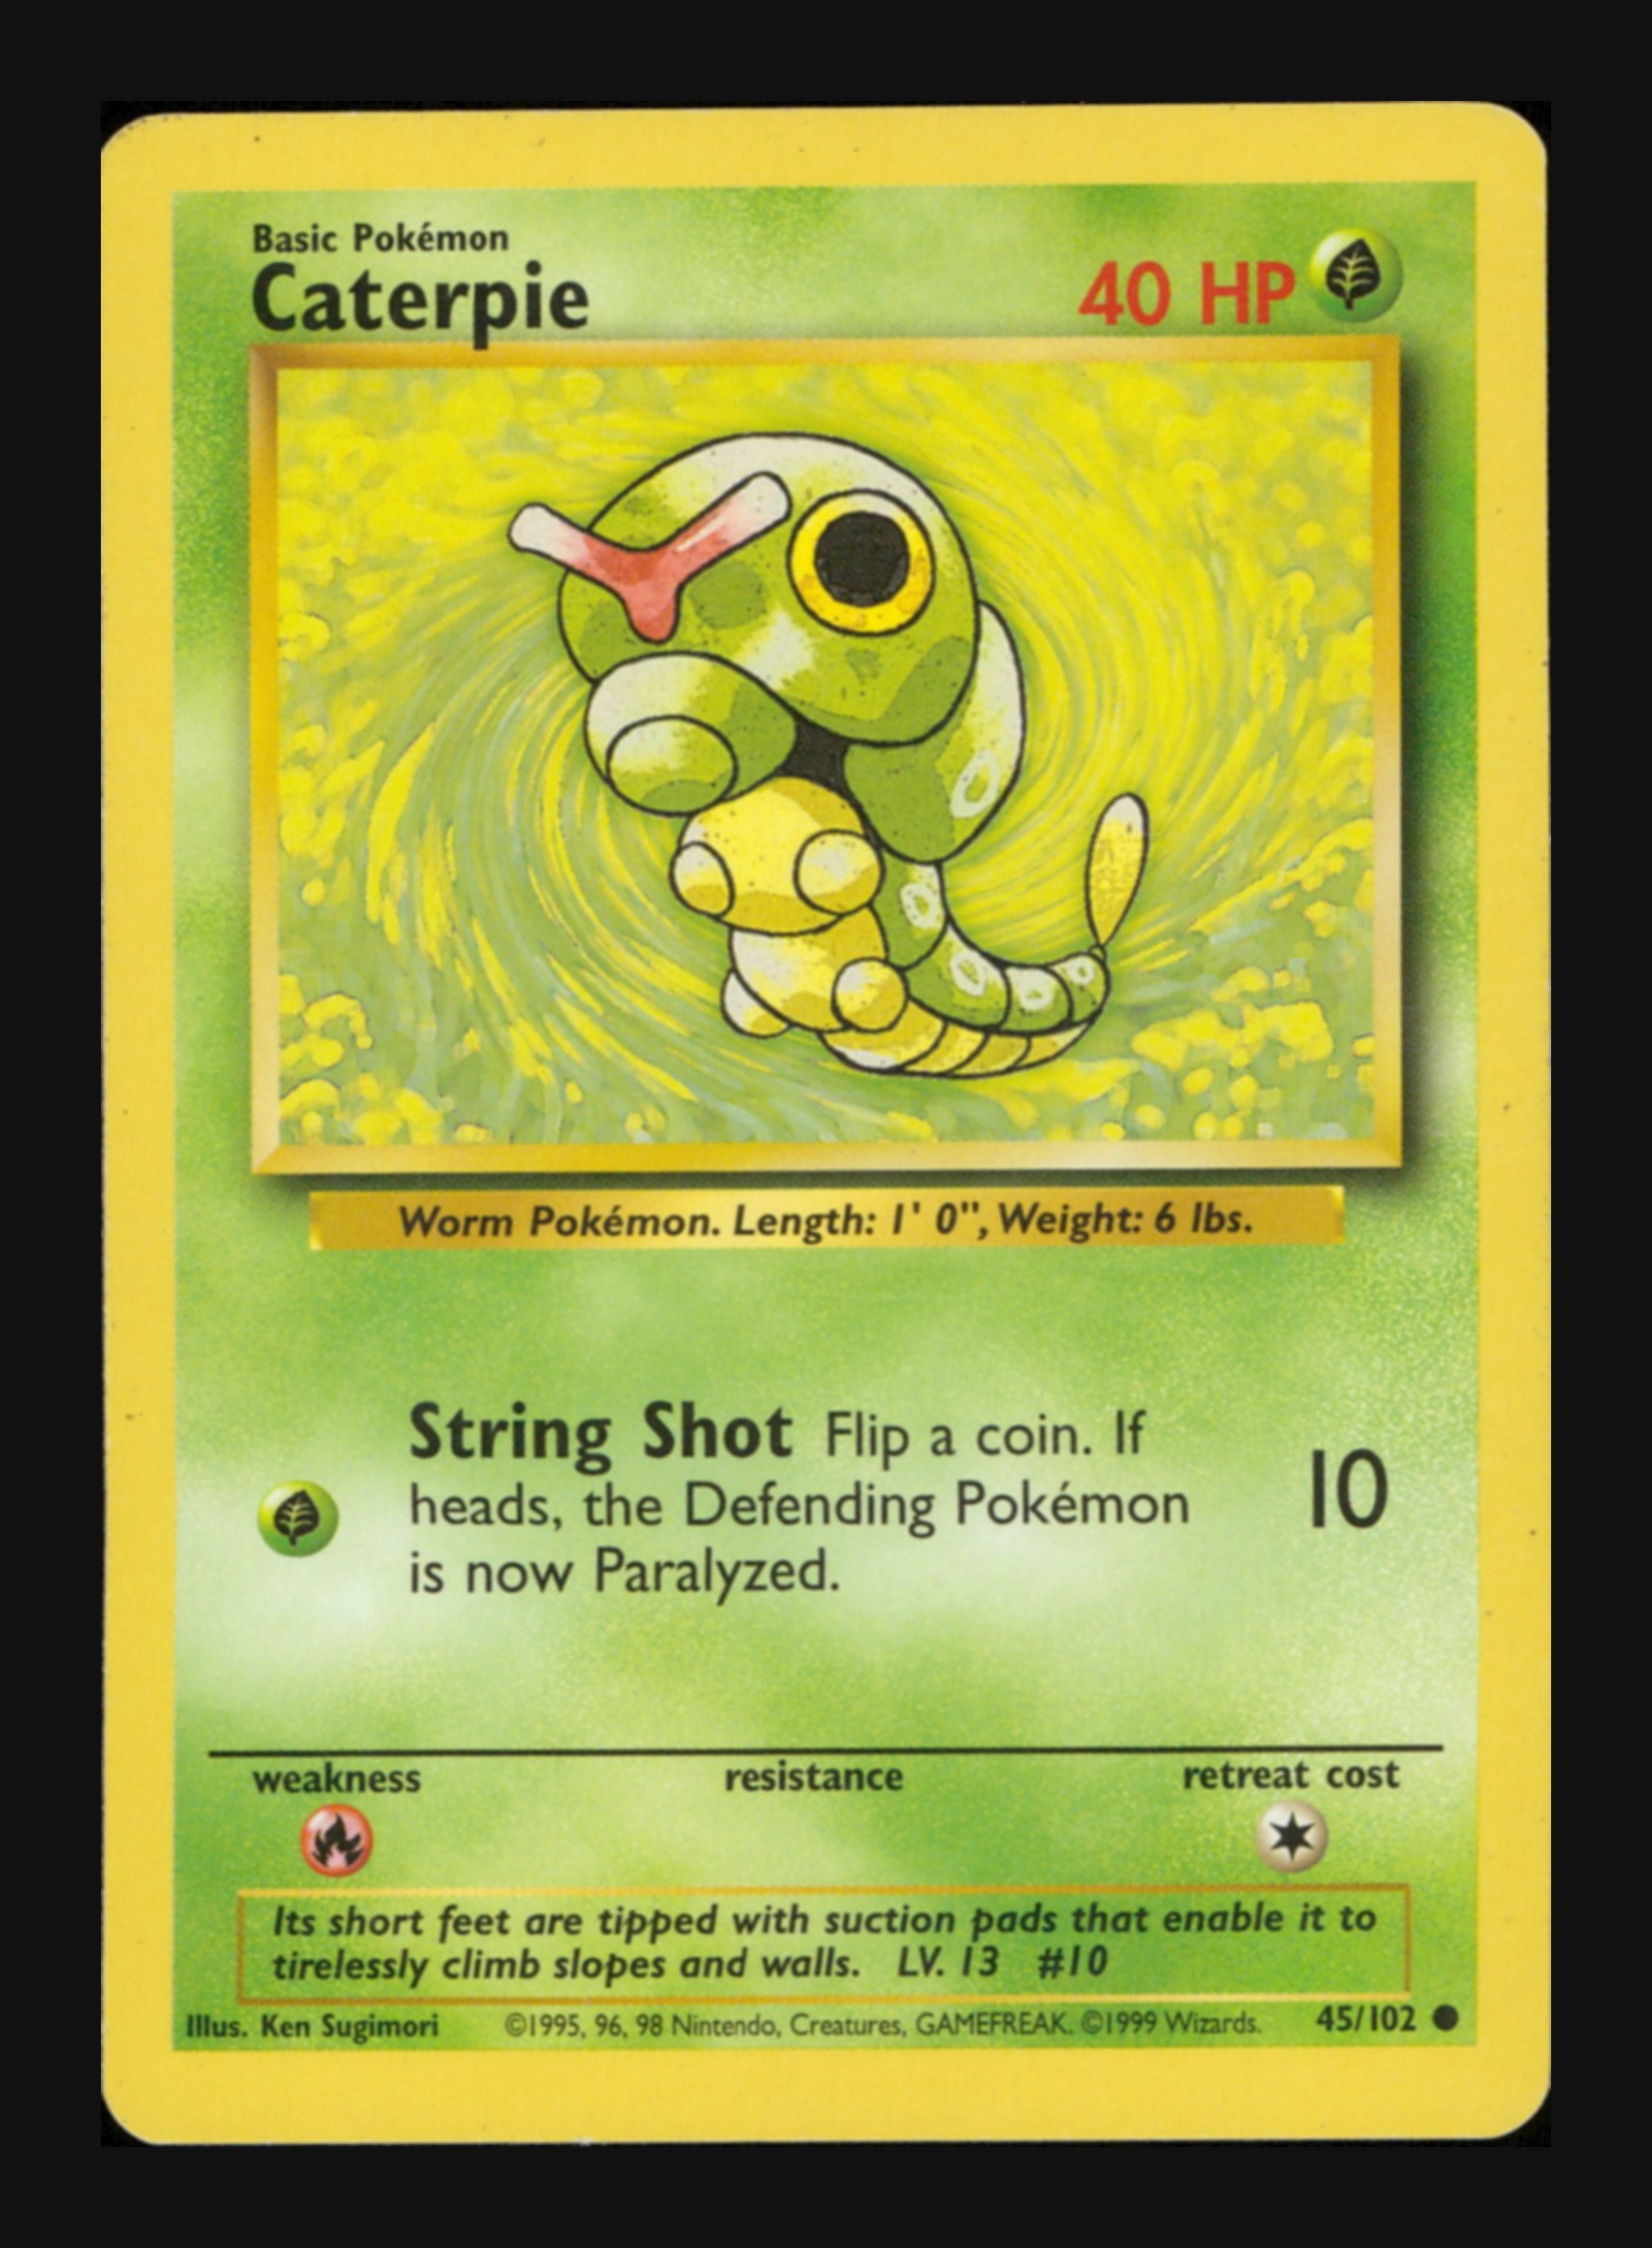 Basic Pokémon
Caterpie
40 HP
Worm Pokémon. Length: 1' 0", Weight: 6 lbs.
String Shot Flip a coin. If
heads, the Defending Pokémon
is now Paralyzed.
10
weakness
resistance
retreat cost
Its short feet are tipped with suction pads that enable it to
tirelessly climb slopes and walls. LV. 13 #10
Illus. Ken Sugimori
©1995, 96, 98 Nintendo, Creatures, GAMEFREAK. ©1999 Wizards.
45/102